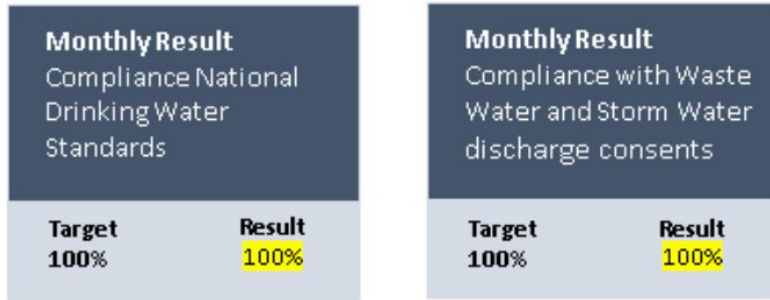 Monthly Result
Compliance National
Drinking Water
Standards
Target Result
100% 100%
Monthly Result
Compliance with Waste
Water and Storm Water
discharge consents
Target Result
100% 100%